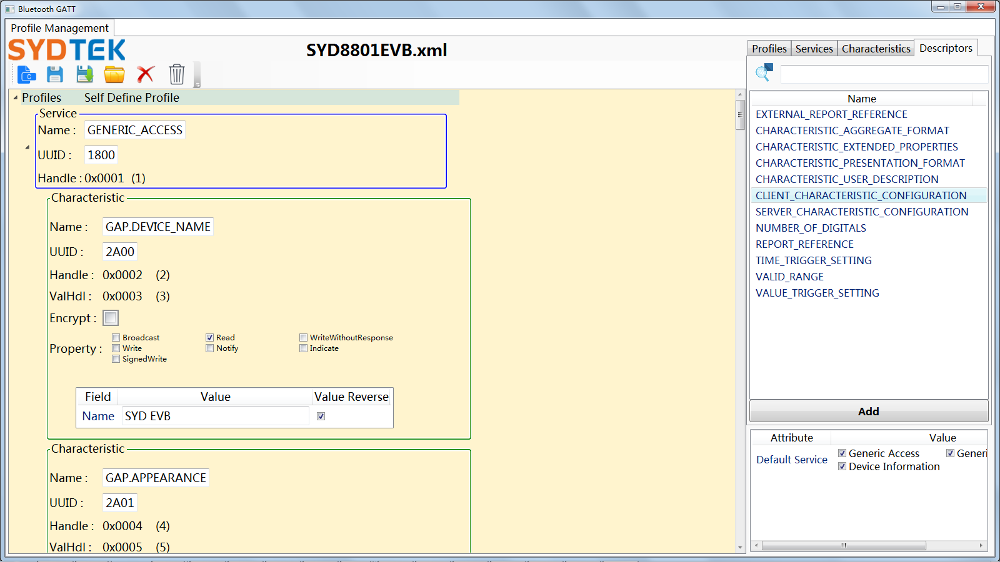 Bluetooth GATT
Profile Management
SYDTEK
SYD8801EVB.xml
C
Profiles Self Define Profile
Service
Name : GENERIC_ACCESS
UUID : 1800
Handle : 0x0001 (1)
Characteristic
Name : GAP.DEVICE_NAME
UUID : 2A00
Handle : 0x0002 (2)
ValHdl : 0x0003 (3)
Encrypt :
Property :
Broadcast Read WriteWithoutResponse
Write Notify Indicate
SignedWrite
Field Value Value Reverse
Name SYD EVB
Characteristic
Name : GAP.APPEARANCE
UUID : 2A01
Handle : 0x0004 (4)
ValHdl : 0x0005 (5)
Profiles Services Characteristics Descriptors
Name
EXTERNAL_REPORT_REFERENCE
CHARACTERISTIC_AGGREGATE_FORMAT
CHARACTERISTIC_EXTENDED_PROPERTIES
CHARACTERISTIC_PRESENTATION_FORMAT
CHARACTERISTIC_USER_DESCRIPTION
CLIENT_CHARACTERISTIC_CONFIGURATION
SERVER_CHARACTERISTIC_CONFIGURATION
NUMBER_OF_DIGITALS
REPORT_REFERENCE
TIME_TRIGGER_SETTING
VALID_RANGE
VALUE_TRIGGER_SETTING
Add
Attribute Value
Default Service
Generic Access Generi
Device Information